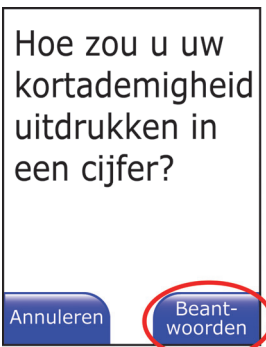 Hoe zou u uw
kortademigheid
uitdrukken in
een cijfer?
Annuleren
Beant-
woorden